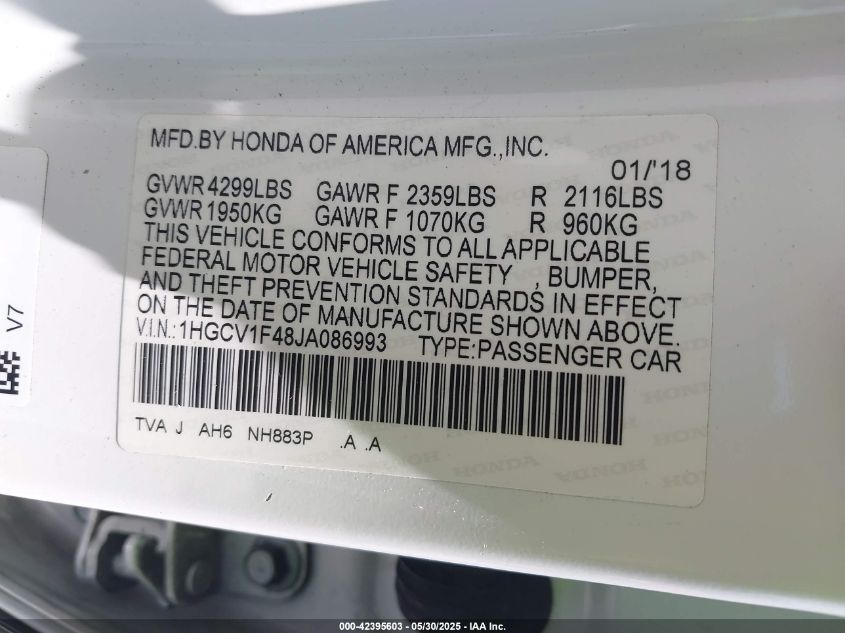 MFD.BY HONDA OF AMERICA MFG.,INC.
01/'18
GVWR 4299LBS GAWR F 2359LBS R 2116LBS
GVWR 1950KG GAWR F 1070KG R 960KG
THIS VEHICLE CONFORMS TO ALL APPLICABLE
FEDERAL MOTOR VEHICLE SAFETY , BUMPER,
AND THEFT PREVENTION STANDARDS IN EFFECT
ON THE DATE OF MANUFACTURE SHOWN ABOVE.
V.I.N.:1HGCV1F48JA086993 TYPE:PASSENGER CAR
TVA J AH6 NH883P .A .A
V7
000-42395603 — 05/30/2025 - IAA Inc.